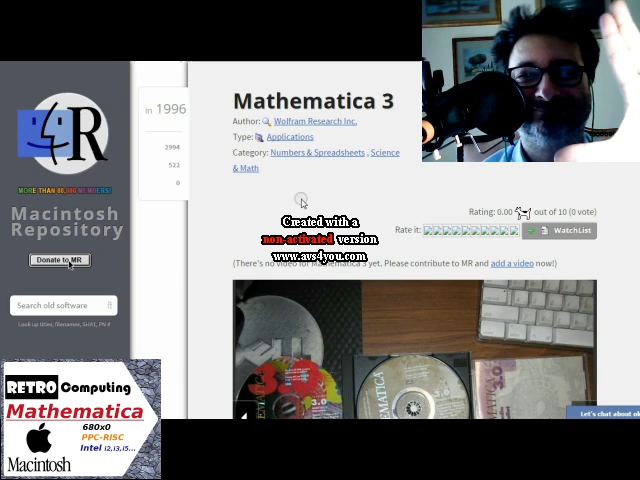 in 1996
2994
522
0
Mathematica 3
Author: Wolfram Research Inc.
Type: Applications
Category: Numbers & Spreadsheets , Science
& Math
MORE THAN 80,000 MEMBERS!
Macintosh
Repository
Donate to MR
Search old software
Look up titles, filenames, SHA1, PN #
Rating: 0.00 out of 10 (0 vote)
Rate it:
WatchList
Created with a
non-activated version
www.avs4you.com
(There's no video for Mathematica 3 yet. Please contribute to MR and add a video now!)
3.0
MATHEMATICA
3.0
Let's chat about
RETRO Computing
Mathematica
680x0
PPC-RISC
Intel i2,i3,i5...
Macintosh